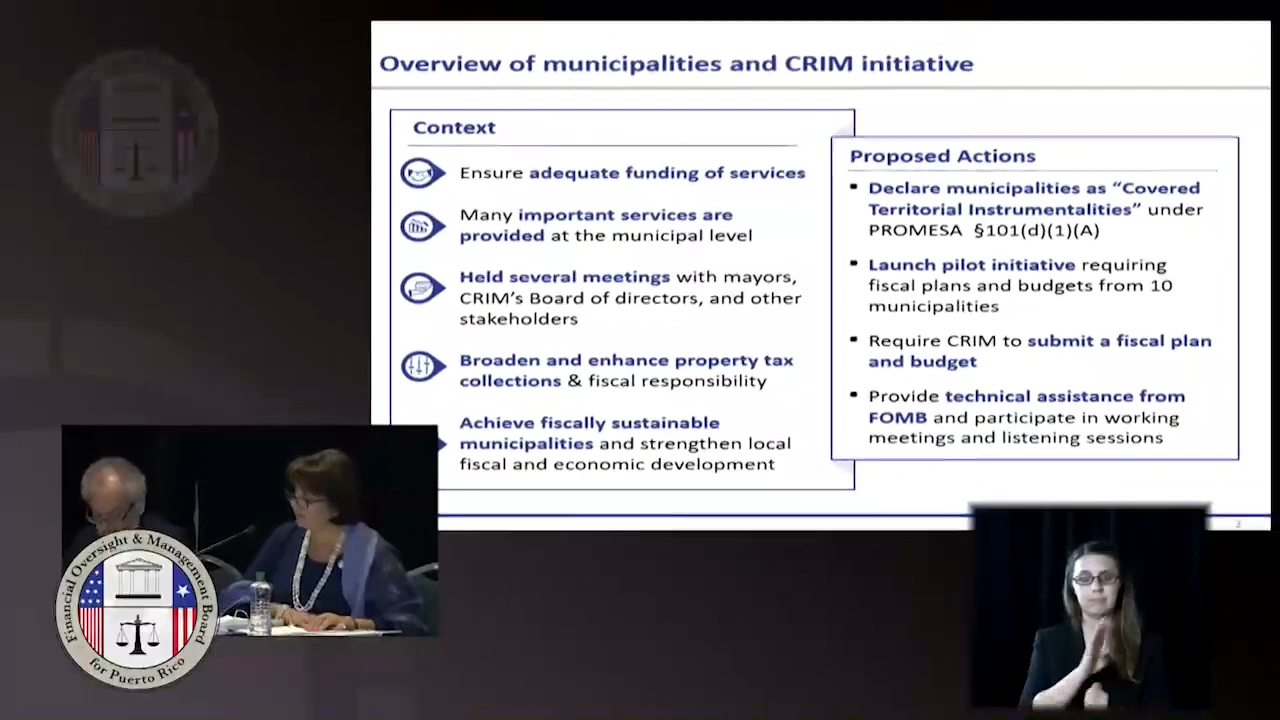 Overview of municipalities and CRIM initiative
Context
Ensure adequate funding of services
Many important services are
provided at the municipal level
Held several meetings with mayors,
CRIM's Board of directors, and other
stakeholders
Broaden and enhance property tax
collections & fiscal responsibility
Achieve fiscally sustainable
municipalities and strengthen local
fiscal and economic development
Proposed Actions
▪ Declare municipalities as “Covered
Territorial Instrumentalities” under
PROMESA §101(d)(1)(A)
▪ Launch pilot initiative requiring
fiscal plans and budgets from 10
municipalities
▪ Require CRIM to submit a fiscal plan
and budget
▪ Provide technical assistance from
FOMB and participate in working
meetings and listening sessions
2
Financial Oversight & Management Board
for Puerto Rico